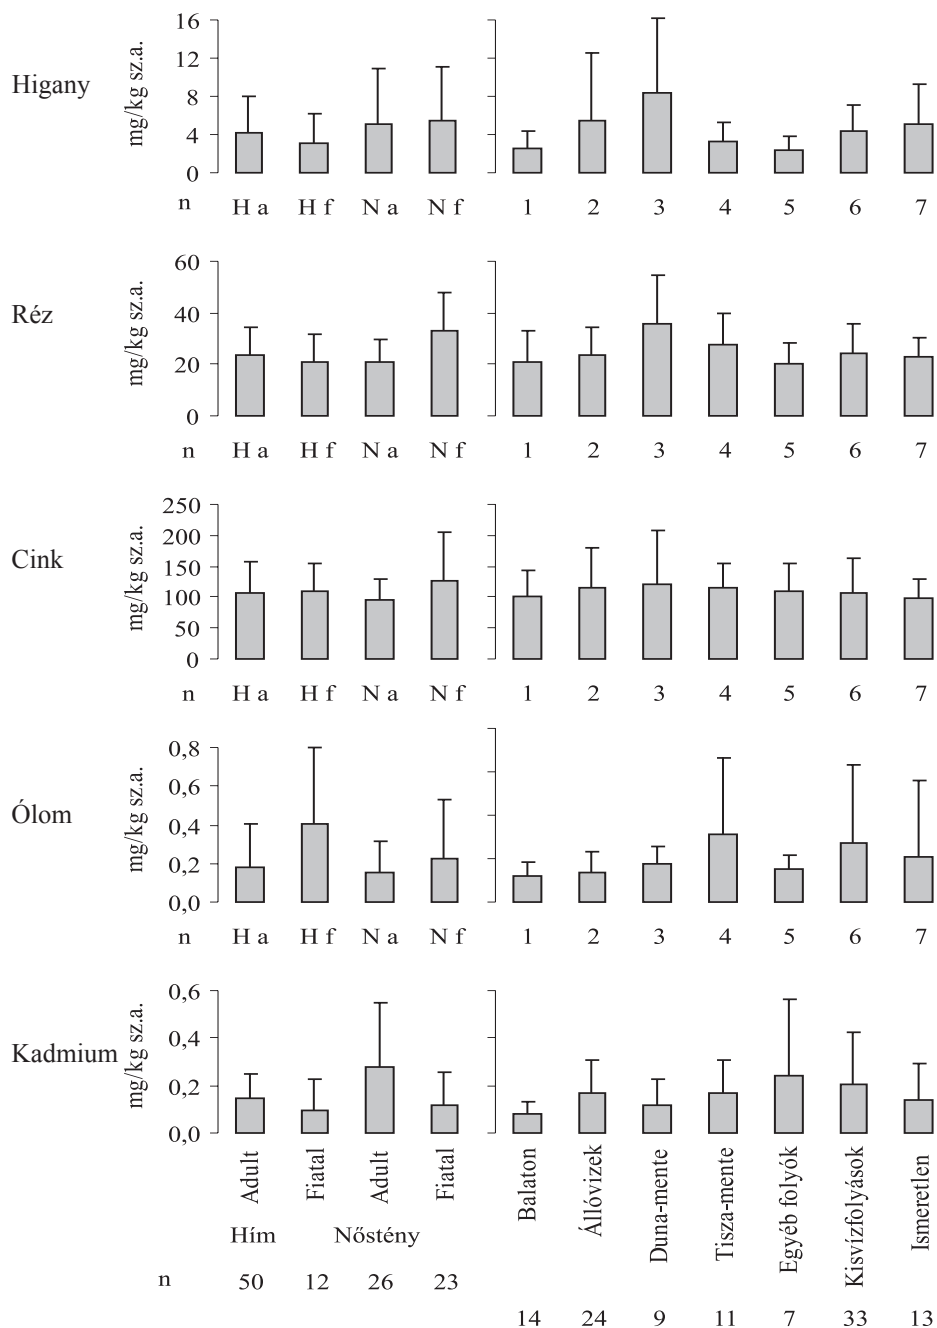 Higany
mg/kg sz.a.
16
12
8
4
0
n
H a H f N a N f 1 2 3 4 5 6 7
Réz
mg/kg sz.a.
60
40
20
0
n
H a H f N a N f 1 2 3 4 5 6 7
Cink
mg/kg sz.a.
250
200
150
100
50
0
n
H a H f N a N f 1 2 3 4 5 6 7
Ólom
mg/kg sz.a.
0,8
0,6
0,4
0,2
0,0
n
H a H f N a N f 1 2 3 4 5 6 7
Kadmium
mg/kg sz.a.
0,6
0,4
0,2
0,0
Adult
Fiatal
Adult
Fiatal
Balaton
Állóvizek
Duna-mente
Tisza-mente
Egyéb folyók
Kisvízfolyások
Ismeretlen
Hím Nőstény
n 50 12 26 23
14 24 9 11 7 33 13